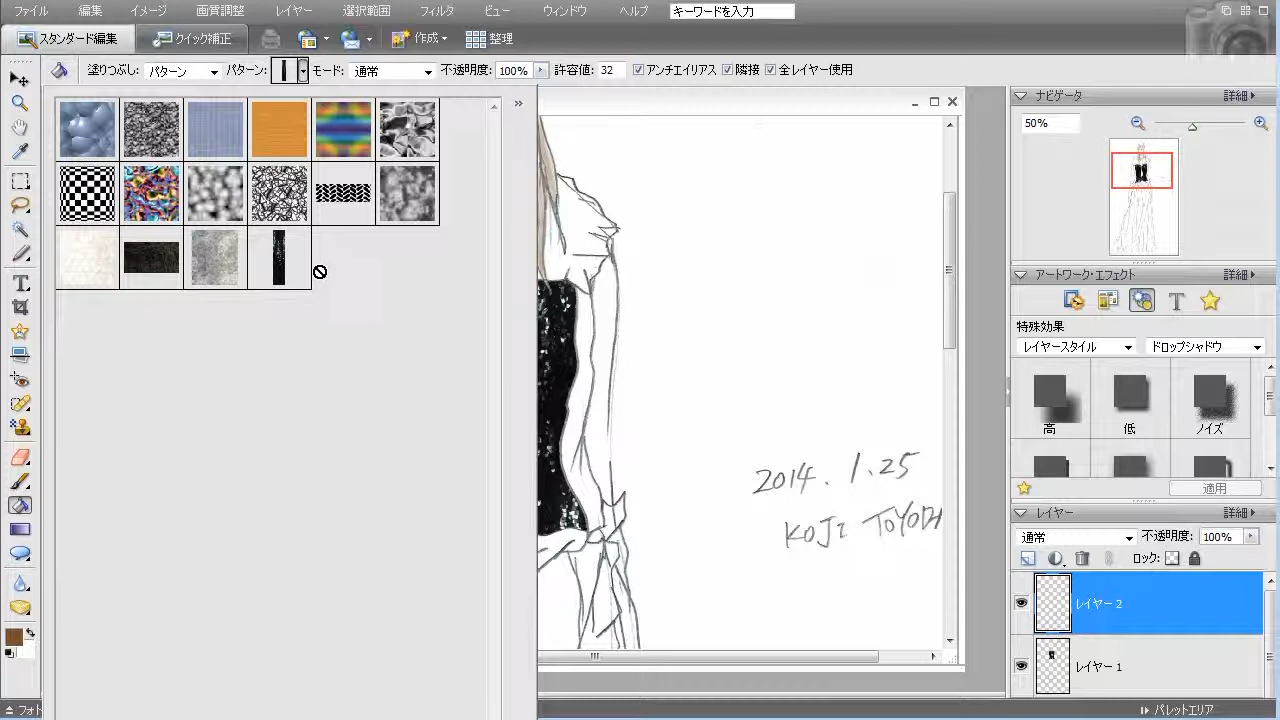 ファイル 編集 イメージ 画質調整 レイヤー 選択範囲 フィルタ ビュー ウィンドウ ヘルプ キーワードを入力
スタンダード編集 クイック補正 作成 整理
塗りつぶし: パターン パターン: モード: 通常 不透明度: 100% 許容値: 32 アンチエイリアス 隣接 全レイヤー使用
ナビゲータ 詳細
50%
アートワーク・エフェクト 詳細
特殊効果
レイヤースタイル ドロップシャドウ
高 低 ノイズ
適用
レイヤー 詳細
通常 不透明度: 100%
ロック:
レイヤー 2
レイヤー 1
2014. 1.25
KOJI TOYODA
フォト
パレットエリア